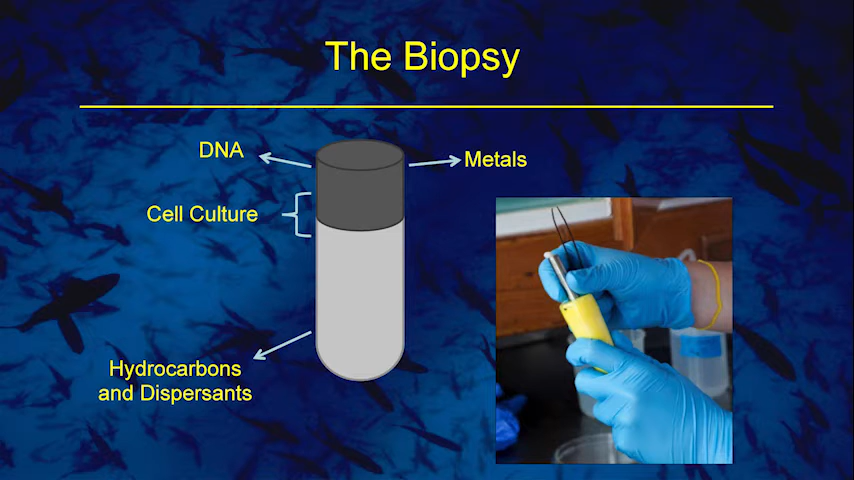 The Biopsy
DNA
Metals
Cell Culture
Hydrocarbons
and Dispersants